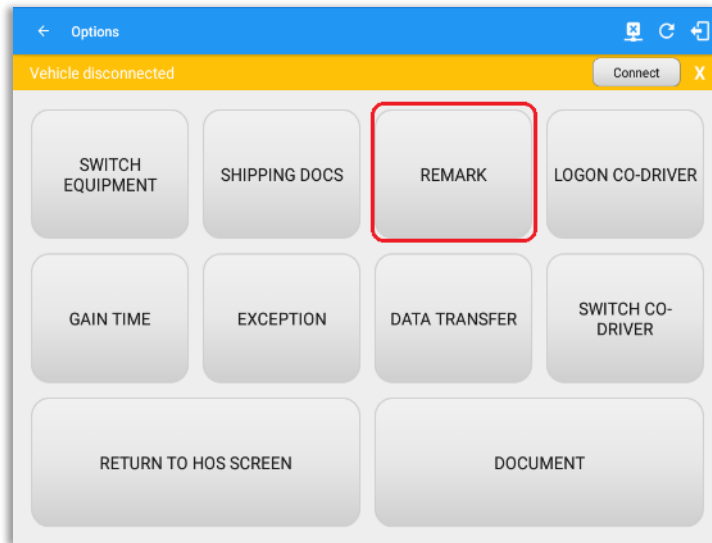 Options
Vehicle disconnected
Connect
X
SWITCH
EQUIPMENT
SHIPPING DOCS
REMARK
LOGON CO-DRIVER
GAIN TIME
EXCEPTION
DATA TRANSFER
SWITCH CO-
DRIVER
RETURN TO HOS SCREEN
DOCUMENT